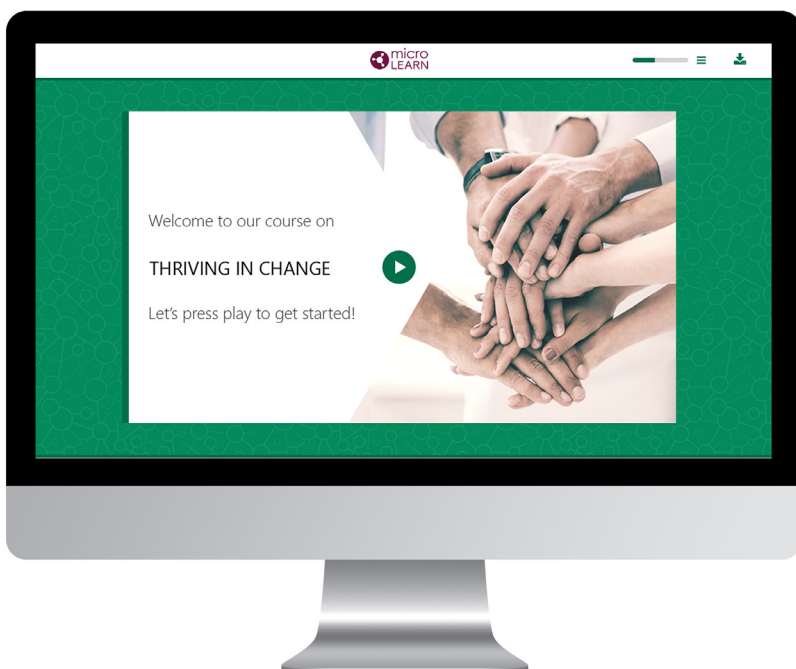 micro
LEARN
Welcome to our course on
THRIVING IN CHANGE
Let's press play to get started!